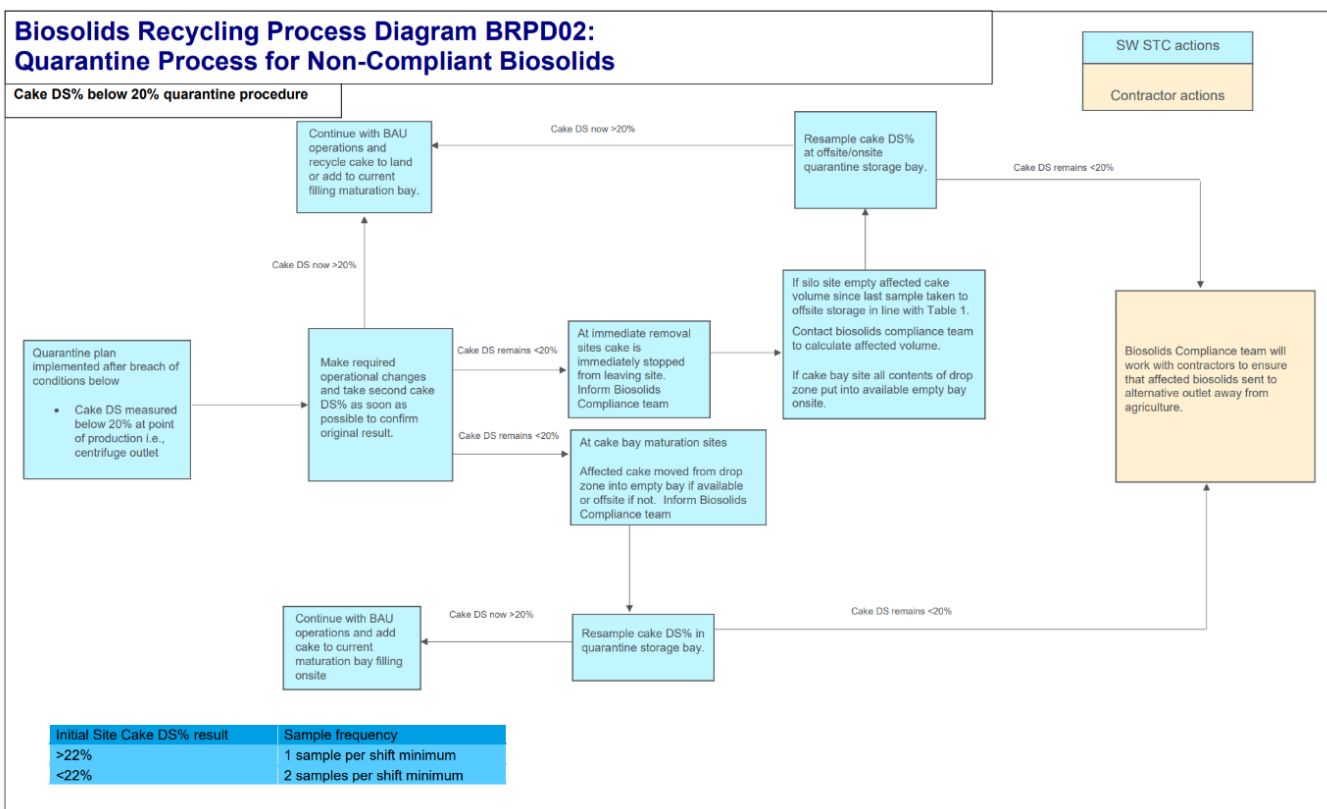 Biosolids Recycling Process Diagram BRPD02:
Quarantine Process for Non-Compliant Biosolids
Cake DS% below 20% quarantine procedure
SW STC actions
Contractor actions
Continue with BAU
operations and
recycle cake to land
or add to current
filling maturation bay.
Cake DS now >20%
Resample cake DS%
at offsite/onsite
quarantine storage bay.
Cake DS remains <20%
Cake DS now >20%
Quarantine plan
implemented after breach of
conditions below
• Cake DS measured
below 20% at point
of production i.e.,
centrifuge outlet
Make required
operational changes
and take second cake
DS% as soon as
possible to confirm
original result.
Cake DS remains <20%
At immediate removal
sites cake is
immediately stopped
from leaving site.
Inform Biosolids
Compliance team
If silo site empty affected cake
volume since last sample taken to
offsite storage in line with Table 1.
Contact biosolids compliance team
to calculate affected volume.
If cake bay site all contents of drop
zone put into available empty bay
onsite.
Biosolids Compliance team will
work with contractors to ensure
that affected biosolids sent to
alternative outlet away from
agriculture.
Cake DS remains <20%
At cake bay maturation sites
Affected cake moved from drop
zone into empty bay if available
or offsite if not. Inform Biosolids
Compliance team
Continue with BAU
operations and add
cake to current
maturation bay filling
onsite
Cake DS now >20%
Resample cake DS% in
quarantine storage bay.
Cake DS remains <20%
Initial Site Cake DS% result Sample frequency
>22% 1 sample per shift minimum
<22% 2 samples per shift minimum